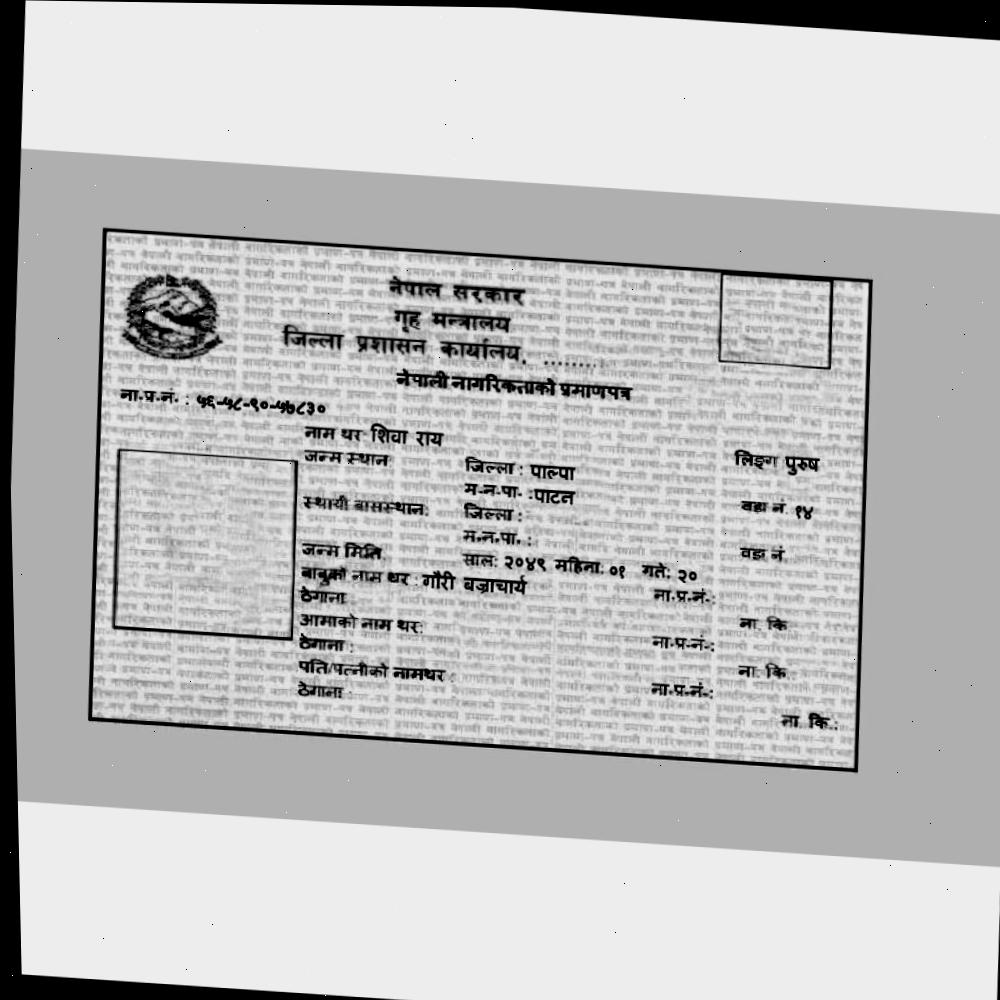 नेपाल सरकार
गृह मन्त्रालय
जिल्ला प्रशासन कार्यालय, ........
नेपाली नागरिकताको प्रमाणपत्र
ना.प्र.नं. : ५६-५८-९०-५७८३०
नाम थर शिवा राय लिङ्ग पुरुष
जन्म स्थान जिल्ला : पाल्पा
म.न.पा. :पाटन वडा नं. १४
स्थायी बासस्थान: जिल्ला :
म.न.पा. : वडा नं
जन्म मिति साल: २०४९ महिना: ०१ गते: २०
बाबुको नाम थर : गौरी बज्राचार्य ना.प्र.नं.:
ठेगाना : ना. कि.
आमाको नाम थर: ना.प्र.नं.:
ठेगाना : ना. कि.
पति/पत्नीको नामथर : ना.प्र.नं.:
ठेगाना : ना. कि.: